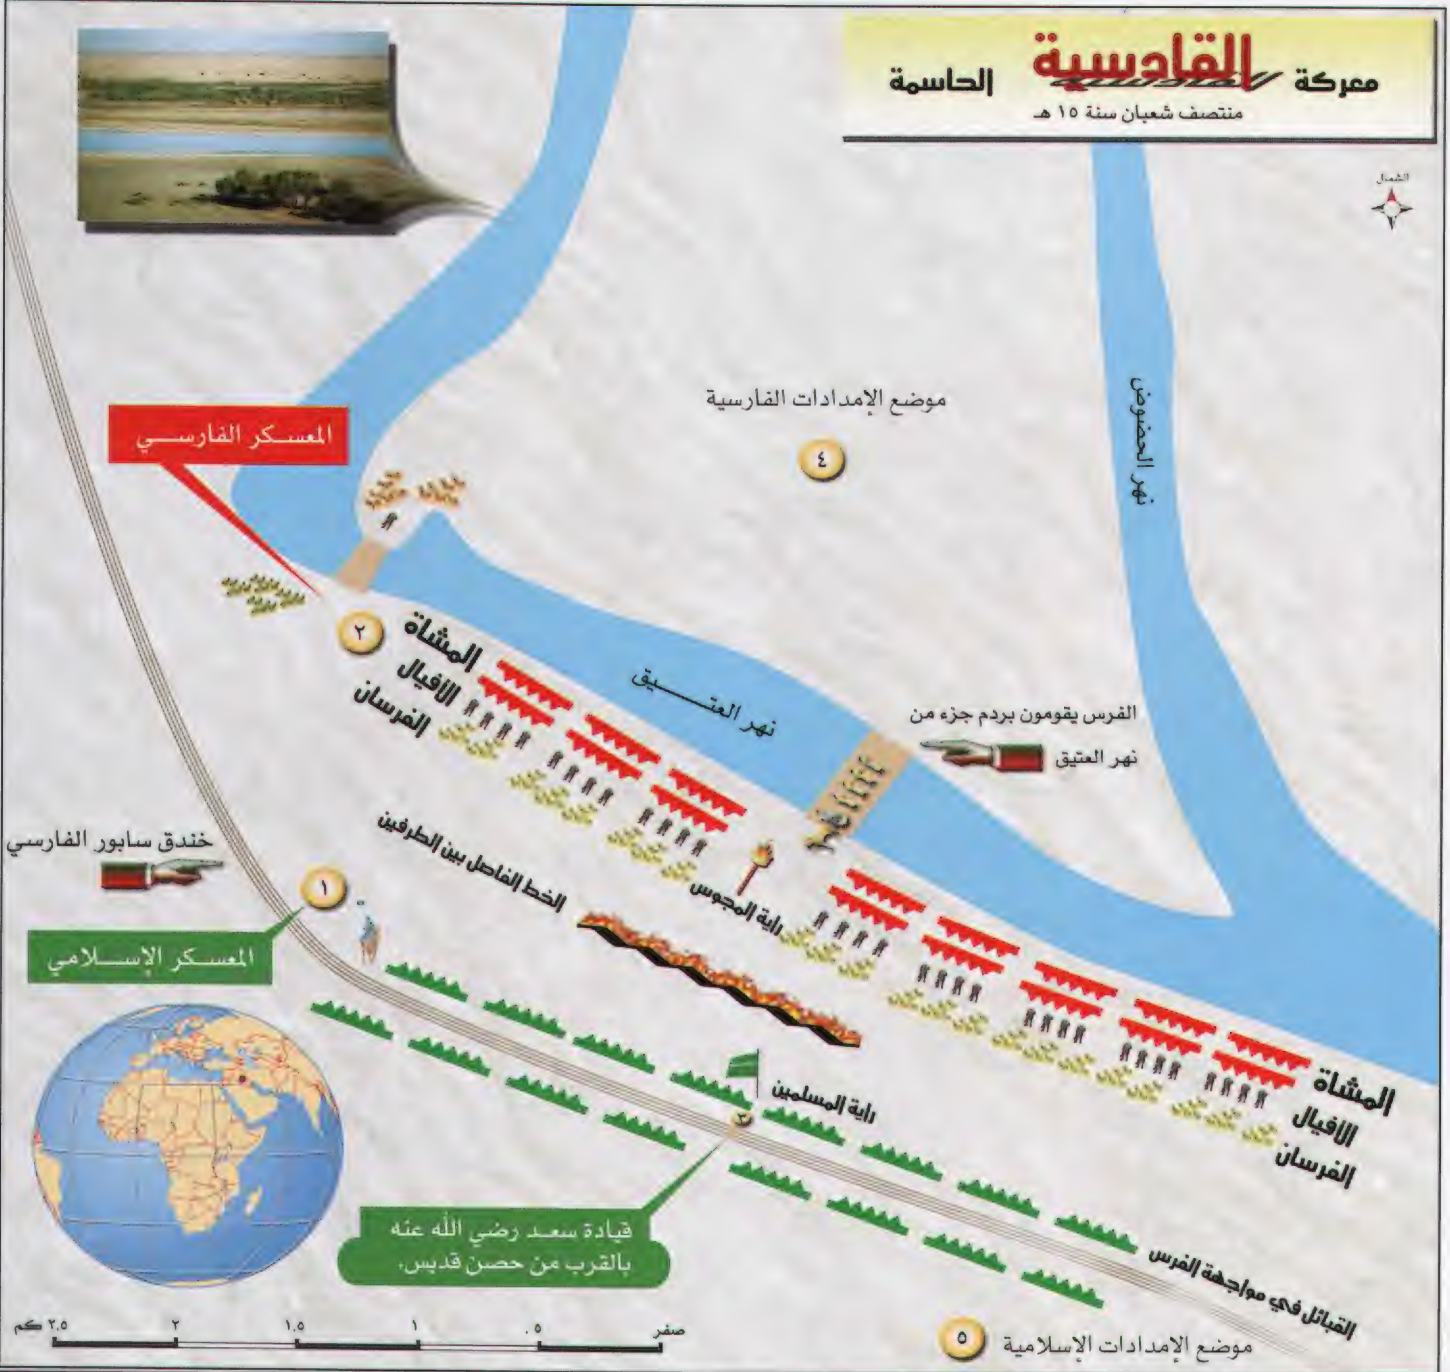 معركة القادسية الحاسمة
منتصف شعبان سنة ١٥ هـ
الشمال
موضع الإمدادات الفارسية
٤
نهر الحضوض
المعسكر الفارسي
٢
المشاة
الأفيال
الفرسان
نهر العتيق
الفرس يقومون بردم جزء من
نهر العتيق
خندق سابور الفارسي
١
المعسكر الإسلامي
الخط الفاصل بين الطرفين
راية المجوس
راية المسلمين
٣
المشاة
الأفيال
الفرسان
قيادة سعد رضي الله عنه
بالقرب من حصن قديس.
القبائل في مواجهة الفرس
موضع الإمدادات الإسلامية
٥
صفر ٠.٥ ١ ١.٥ ٢ ٢.٥ كم